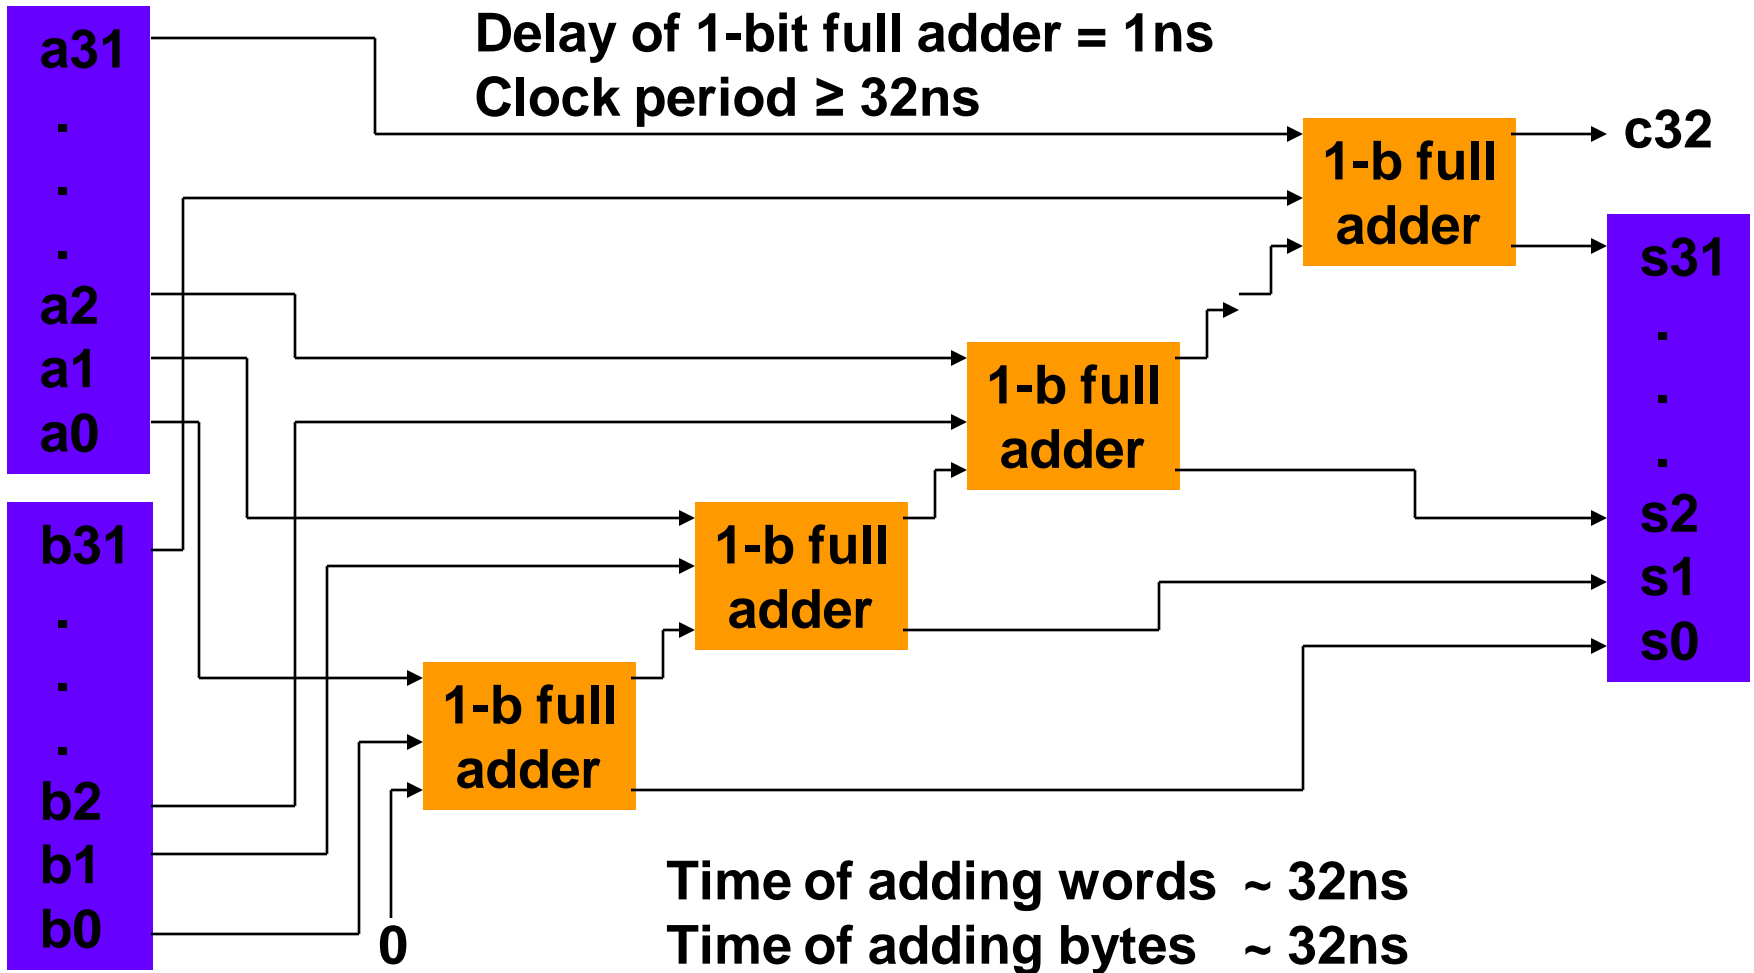 Delay of 1-bit full adder = 1ns
Clock period ≥ 32ns
a31
.
.
.
a2
a1
a0
b31
.
.
.
b2
b1
b0
0
1-b full
adder
1-b full
adder
1-b full
adder
1-b full
adder
c32
s31
.
.
.
s2
s1
s0
Time of adding words ~ 32ns
Time of adding bytes ~ 32ns